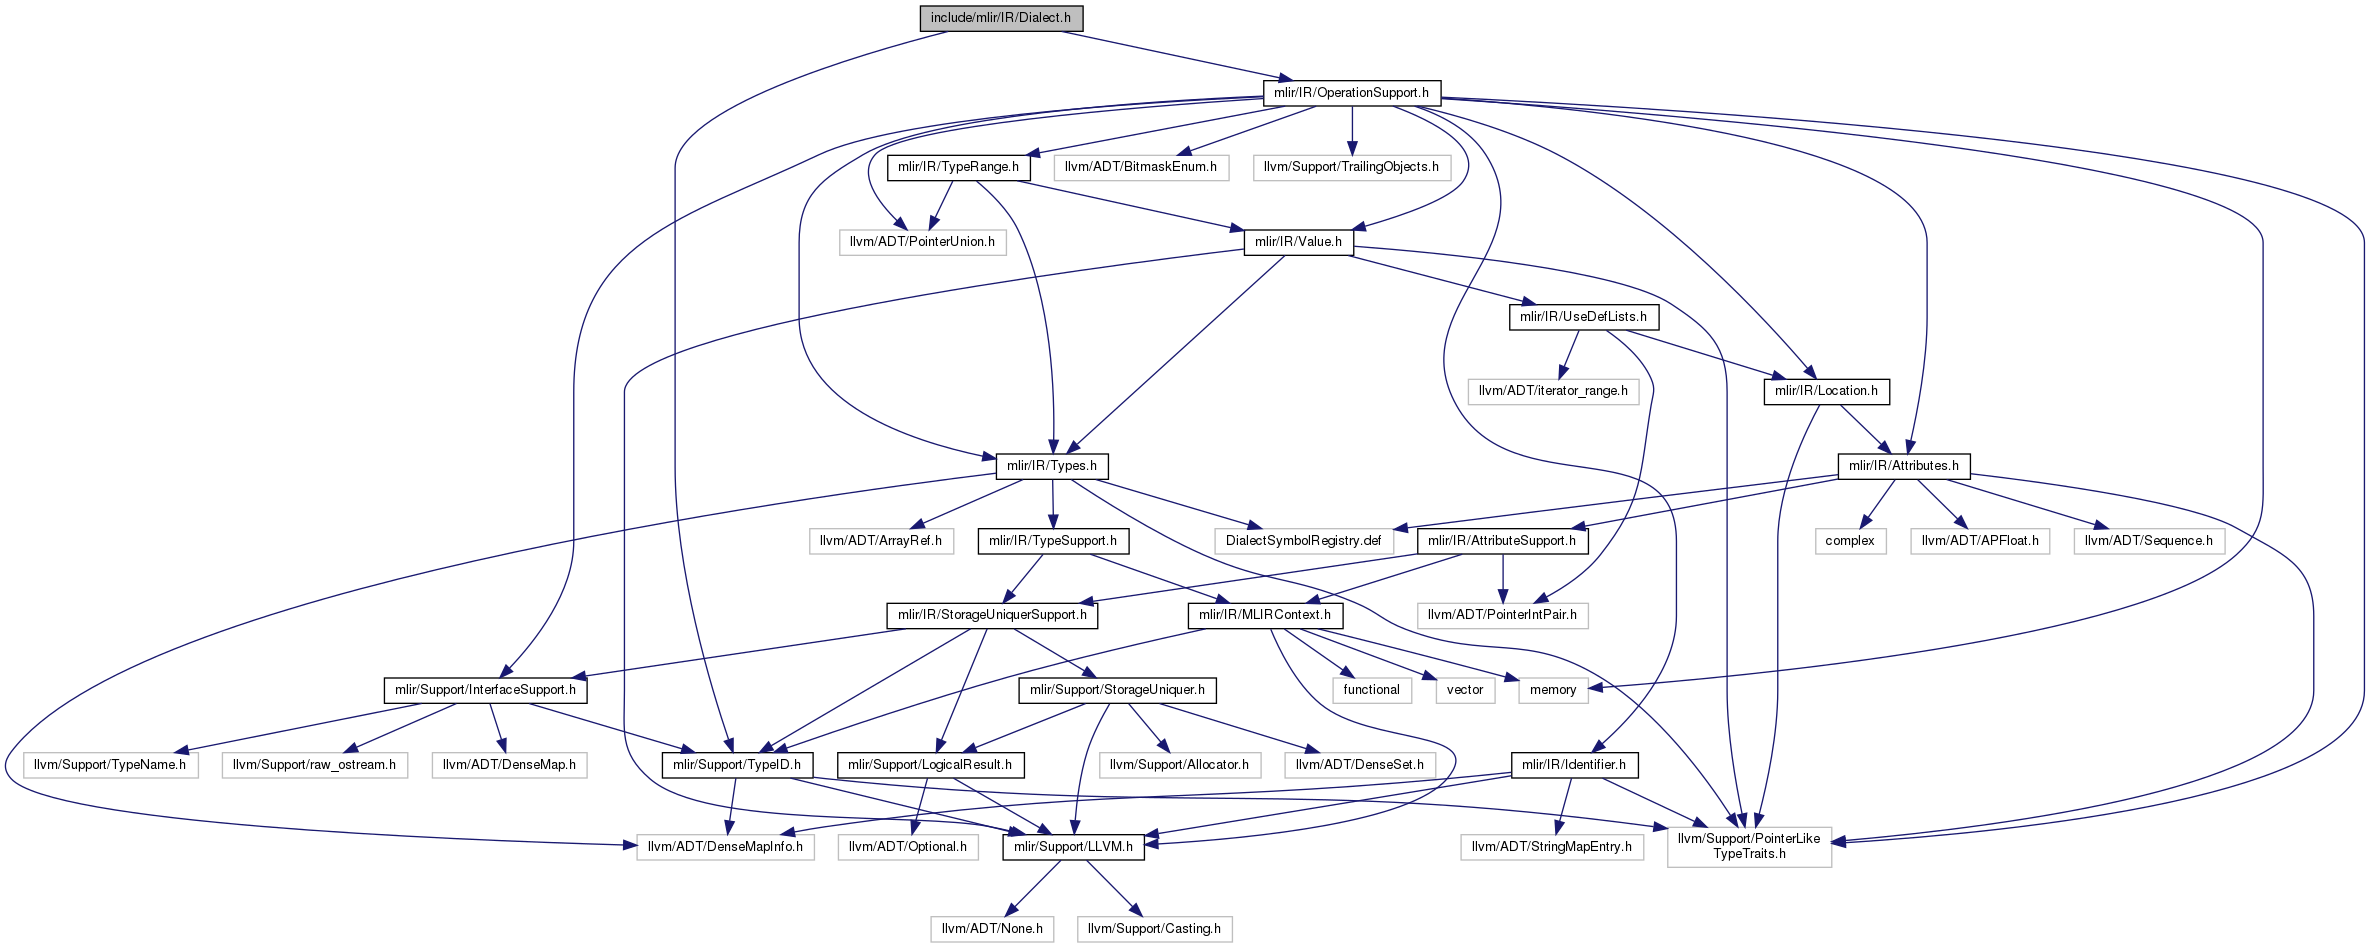 include/mlir/IR/Dialect.h
mlir/IR/OperationSupport.h
mlir/IR/TypeRange.h
llvm/ADT/BitmaskEnum.h
llvm/Support/TrailingObjects.h
llvm/ADT/PointerUnion.h
mlir/IR/Value.h
mlir/IR/UseDefLists.h
llvm/ADT/iterator_range.h
mlir/IR/Location.h
mlir/IR/Types.h
mlir/IR/Attributes.h
llvm/ADT/ArrayRef.h
mlir/IR/TypeSupport.h
DialectSymbolRegistry.def
mlir/IR/AttributeSupport.h
complex
llvm/ADT/APFloat.h
llvm/ADT/Sequence.h
mlir/IR/StorageUniquerSupport.h
mlir/IR/MLIRContext.h
llvm/ADT/PointerIntPair.h
mlir/Support/InterfaceSupport.h
mlir/Support/StorageUniquer.h
functional
vector
memory
llvm/Support/TypeName.h
llvm/Support/raw_ostream.h
llvm/ADT/DenseMap.h
mlir/Support/TypeID.h
mlir/Support/LogicalResult.h
llvm/Support/Allocator.h
llvm/ADT/DenseSet.h
mlir/IR/Identifier.h
llvm/ADT/DenseMapInfo.h
llvm/ADT/Optional.h
mlir/Support/LLVM.h
llvm/ADT/StringMapEntry.h
llvm/Support/PointerLike
TypeTraits.h
llvm/ADT/None.h
llvm/Support/Casting.h